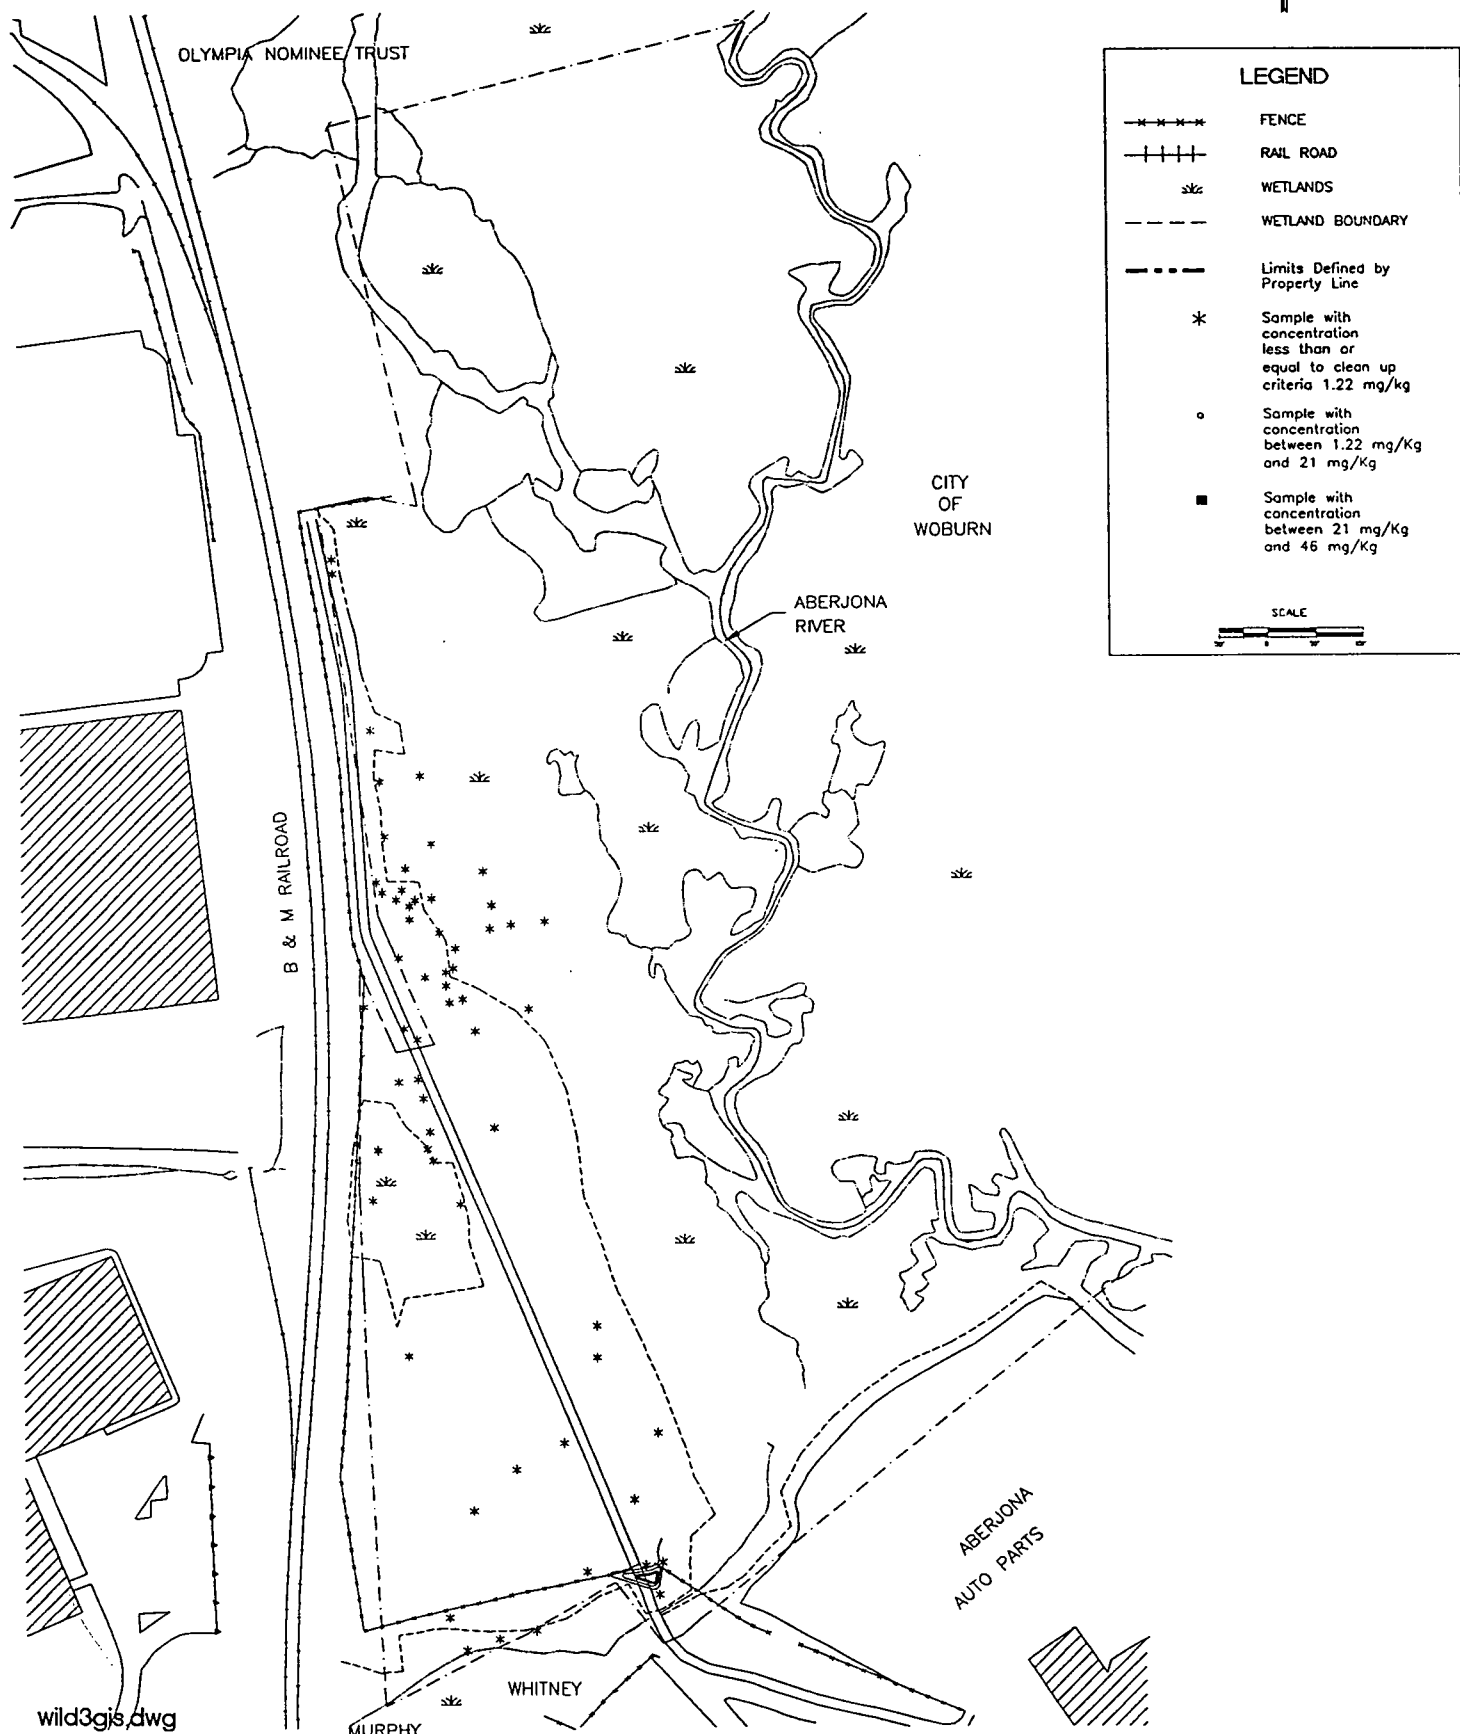 OLYMPIA NOMINEE TRUST
LEGEND
FENCE
RAIL ROAD
WETLANDS
WETLAND BOUNDARY
Limits Defined by
Property Line
Sample with
concentration
less than or
equal to clean up
criteria 1.22 mg/kg
Sample with
concentration
between 1.22 mg/Kg
and 21 mg/Kg
Sample with
concentration
between 21 mg/Kg
and 46 mg/Kg
SCALE
CITY
OF
WOBURN
ABERJONA
RIVER
B & M RAILROAD
ABERJONA
AUTO PARTS
WHITNEY
MURPHY
wild3gis.dwg